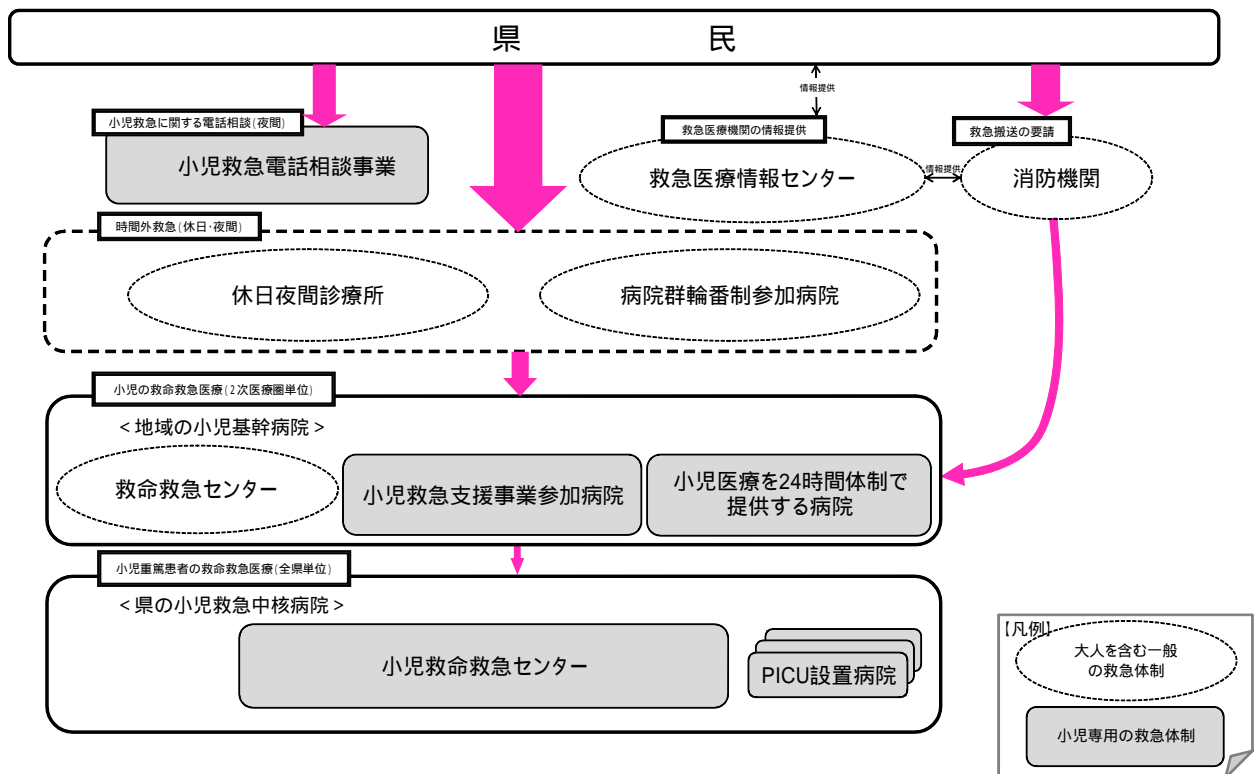 県　　　民
情報提供
小児救急に関する電話相談(夜間)
小児救急電話相談事業
救急医療機関の情報提供
救急医療情報センター
情報提供
救急搬送の要請
消防機関
時間外救急(休日・夜間)
休日夜間診療所
病院群輪番制参加病院
小児の救命救急医療(2次医療圏単位)
<地域の小児基幹病院>
救命救急センター
小児救急支援事業参加病院
小児医療を24時間体制で
提供する病院
小児重篤患者の救命救急医療(全県単位)
<県の小児救急中核病院>
小児救命救急センター
PICU設置病院
【凡例】
大人を含む一般
の救急体制
小児専用の救急体制